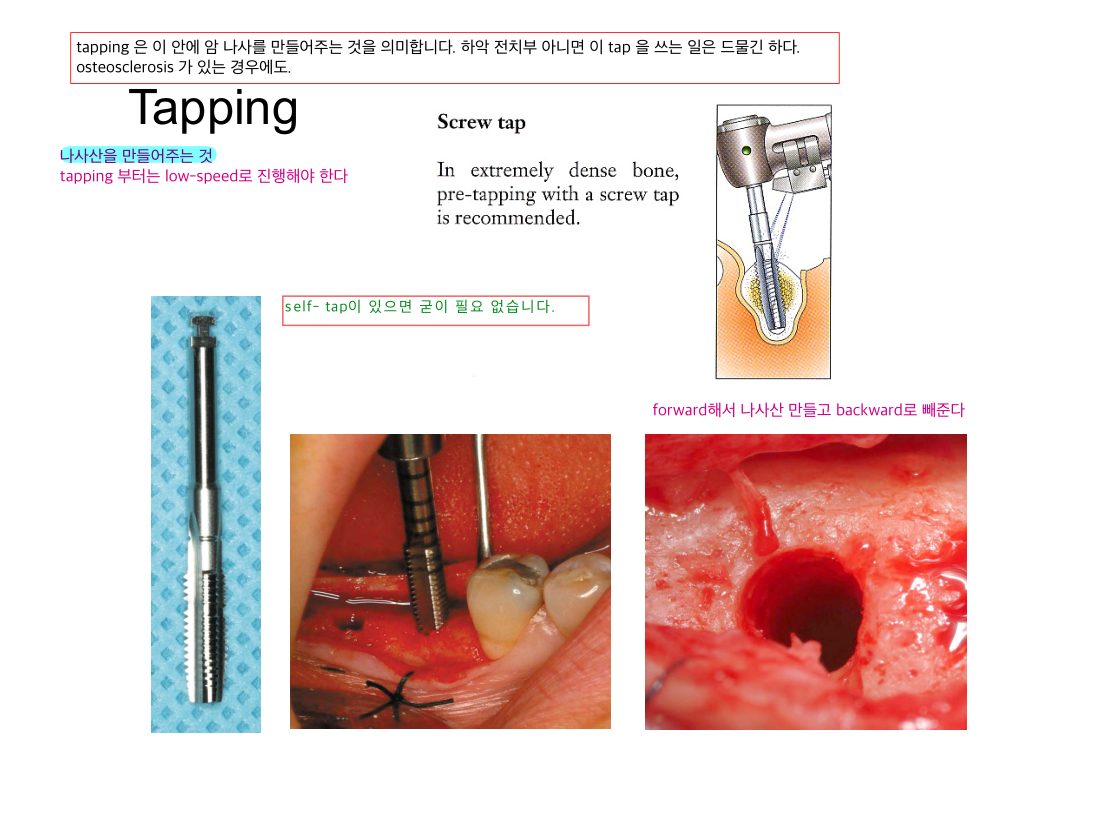 tapping 은 이 안에 암 나사를 만들어주는 것을 의미합니다. 하악 전치부 아니면 이 tap 을 쓰는 일은 드물긴 하다.
osteosclerosis 가 있는 경우에도.
Tapping
나사산을 만들어주는 것
tapping 부터는 low-speed로 진행해야 한다
Screw tap
In extremely dense bone,
pre-tapping with a screw tap
is recommended.
self- tap이 있으면 굳이 필요 없습니다.
forward해서 나사산 만들고 backward로 빼준다